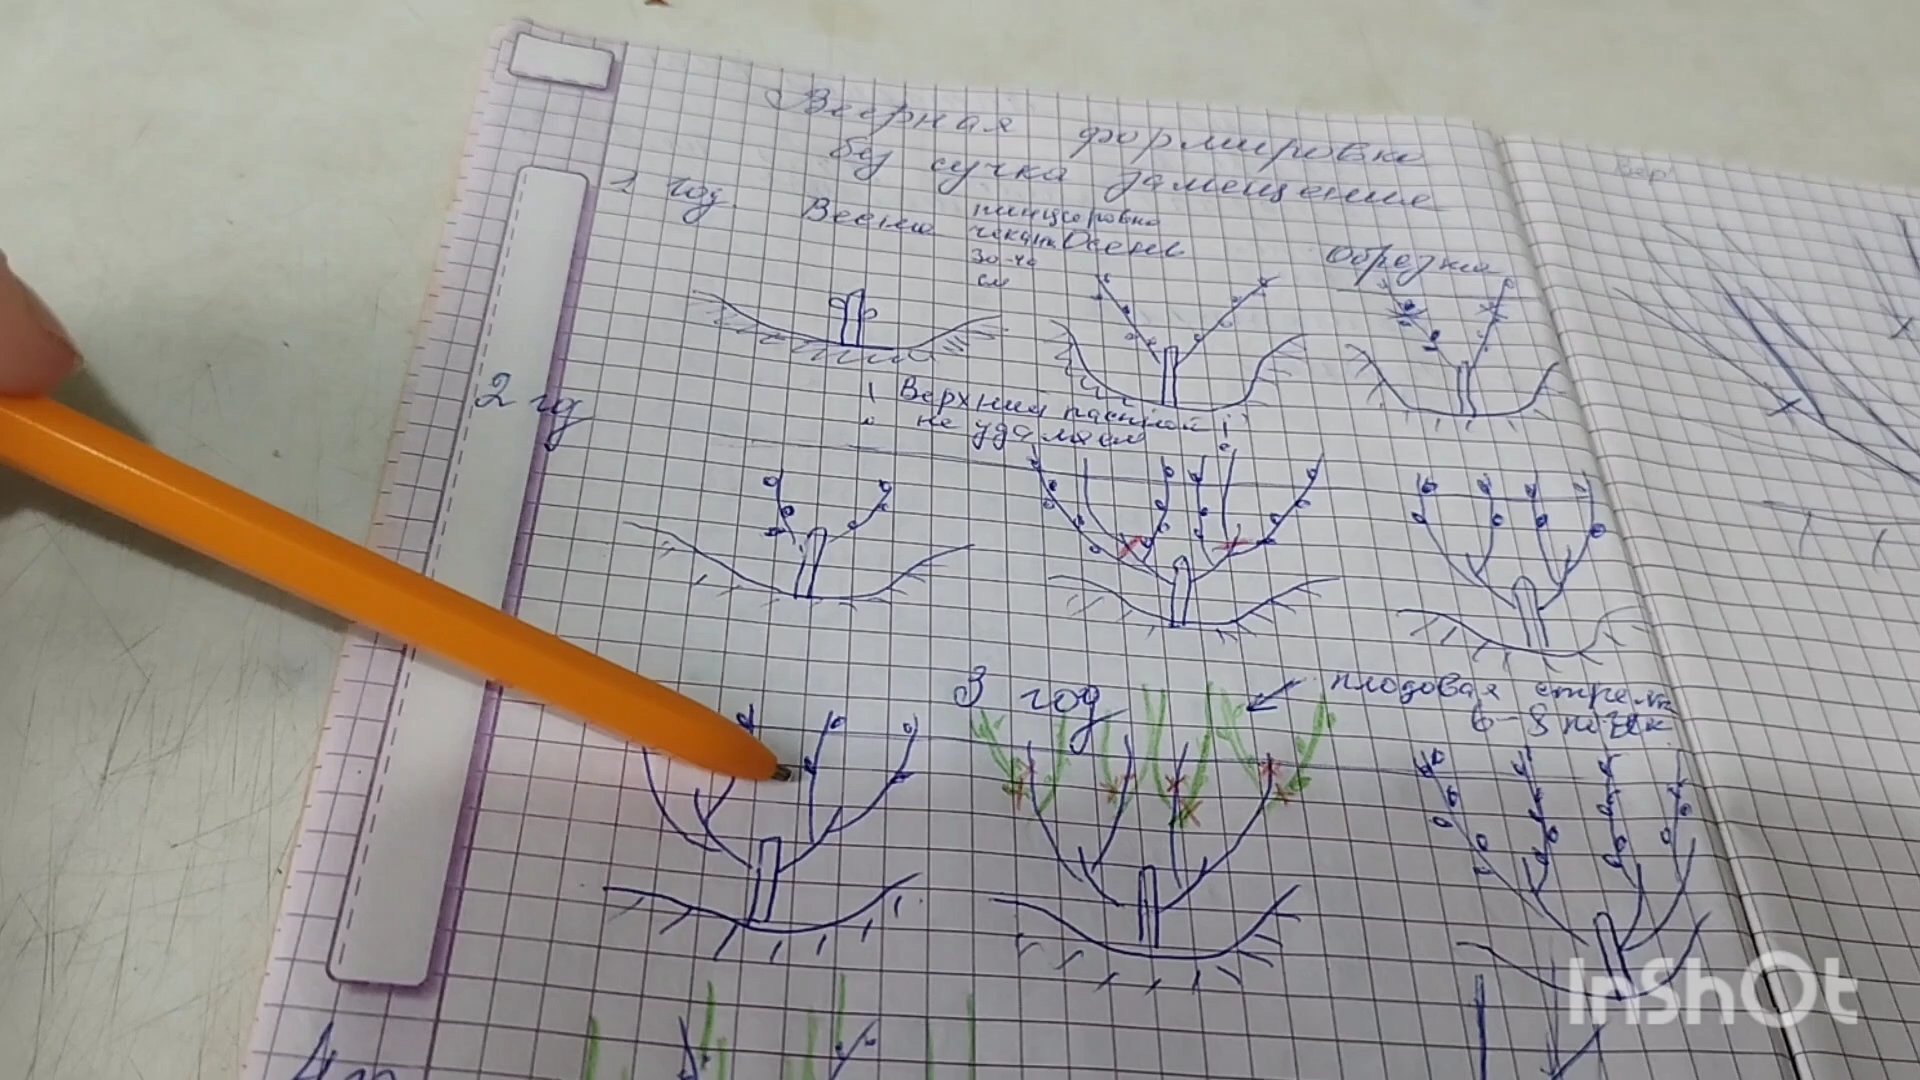 Веерная формировка
без сучка замещения
1 год Весна пинцировка
чеканка Осень Обрезка
30-40
см
2 год
! Верхний пасынок !
не удаляем
3 год
плодовая стрелка
6-8 почек
InShOt